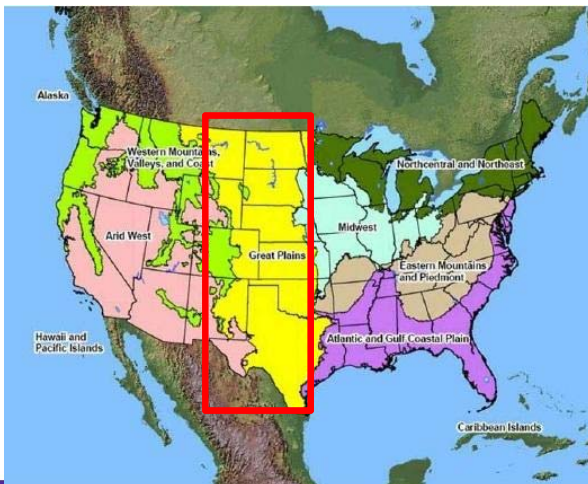 Alaska
Western Mountains,
Valleys, and Coast
Northcentral and Northeast
Midwest
Arid West
Great Plains
Eastern Mountains
and Piedmont
Hawaii and
Pacific Islands
Atlantic and Gulf Coastal Plain
Caribbean Islands